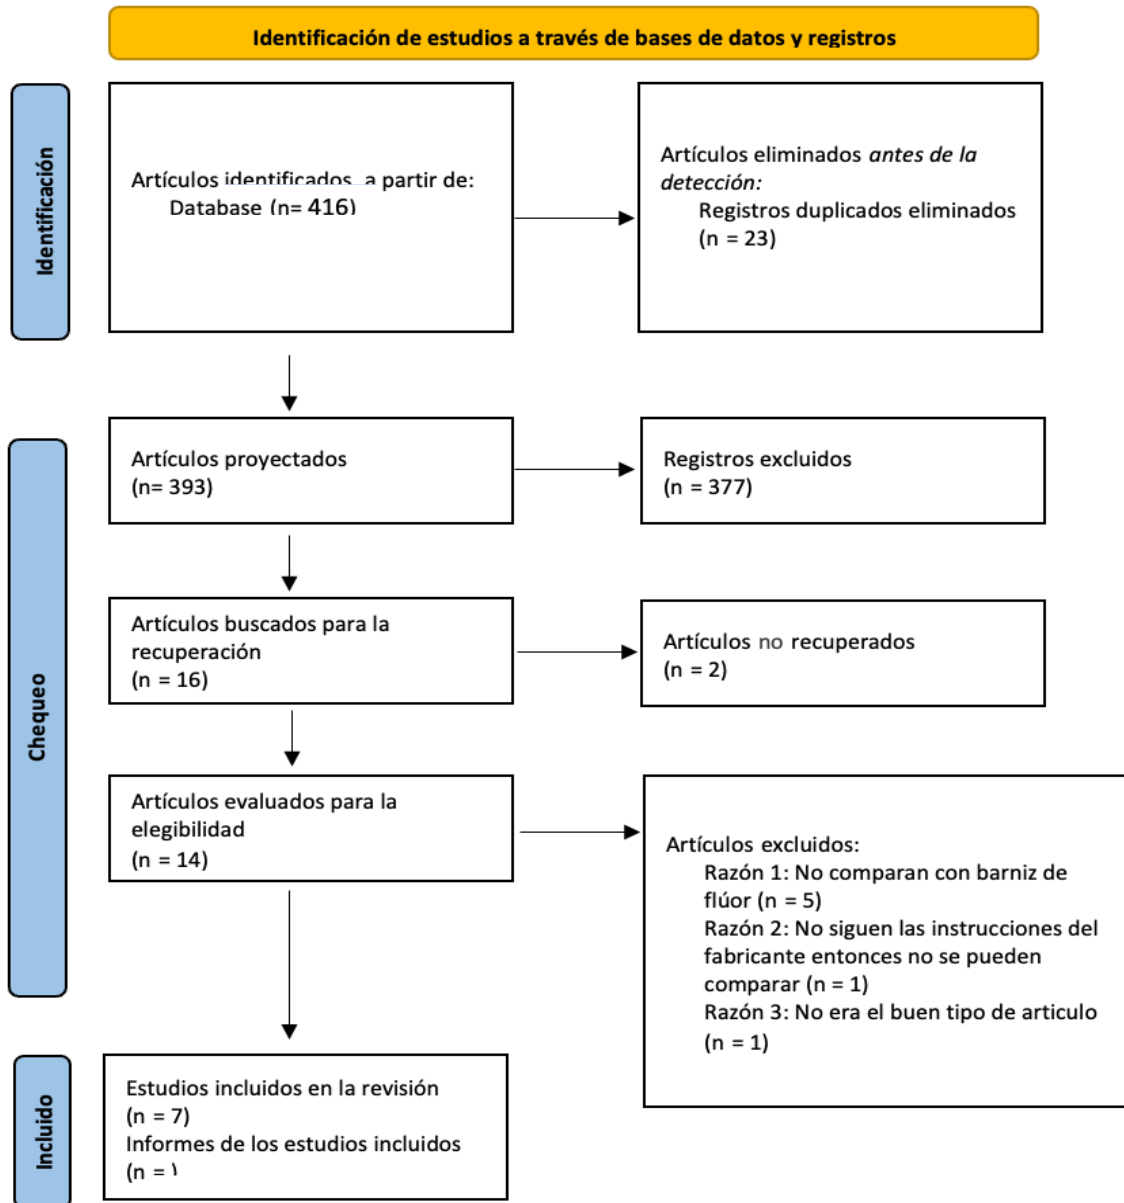 Identificación de estudios a través de bases de datos y registros
Identificación
Artículos identificados a partir de:
Database (n= 416)
Artículos eliminados antes de la
detección:
Registros duplicados eliminados
(n = 23)
Chequeo
Artículos proyectados
(n= 393)
Registros excluidos
(n = 377)
Artículos buscados para la
recuperación
(n = 16)
Artículos no recuperados
(n = 2)
Artículos evaluados para la
elegibilidad
(n = 14)
Artículos excluidos:
Razón 1: No comparan con barniz de
flúor (n = 5)
Razón 2: No siguen las instrucciones del
fabricante entonces no se pueden
comparar (n = 1)
Razón 3: No era el buen tipo de articulo
(n = 1)
Incluido
Estudios incluidos en la revisión
(n = 7)
Informes de los estudios incluidos
(n = )